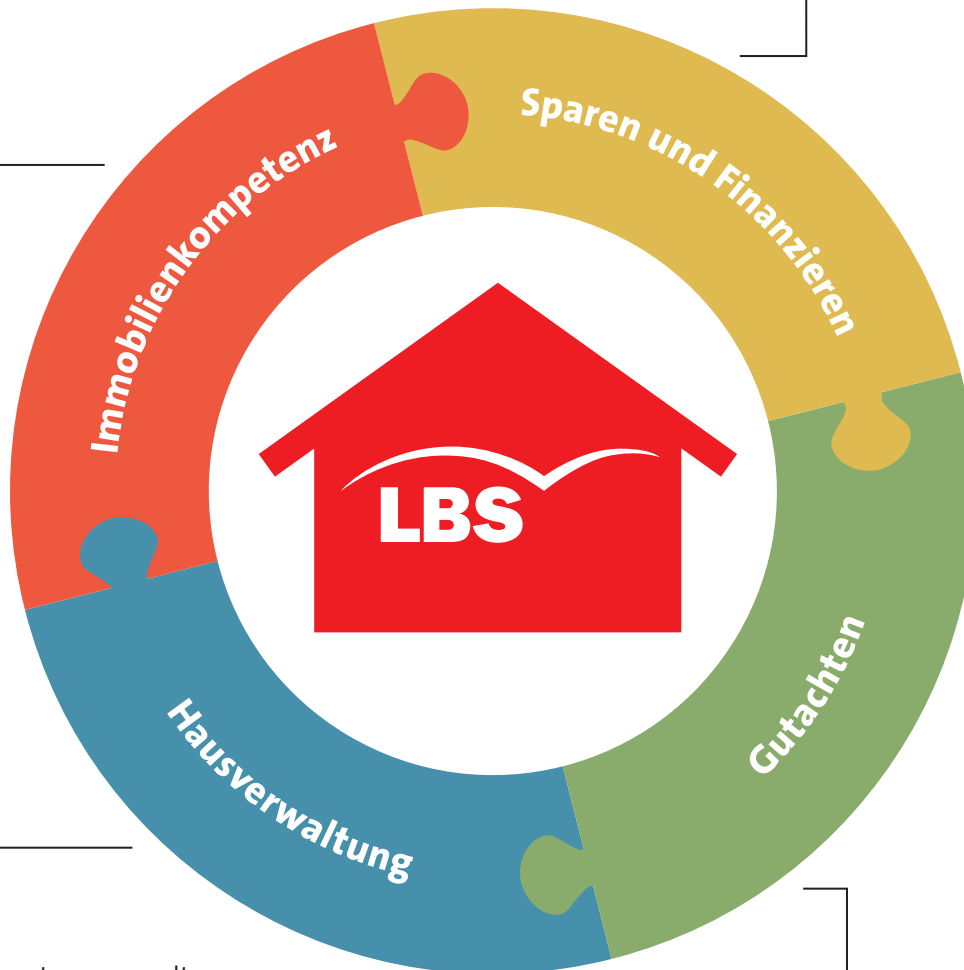 Sparen und Finanzieren
Immobilienkompetenz
LBS
Gutachten
Hausverwaltung